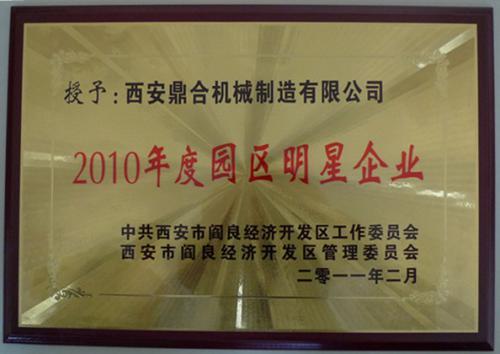 授予：西安鼎合机械制造有限公司
2010年度园区明星企业
中共西安市阎良经济开发区工作委员会
西安市阎良经济开发区管理委员会
二零一一年二月